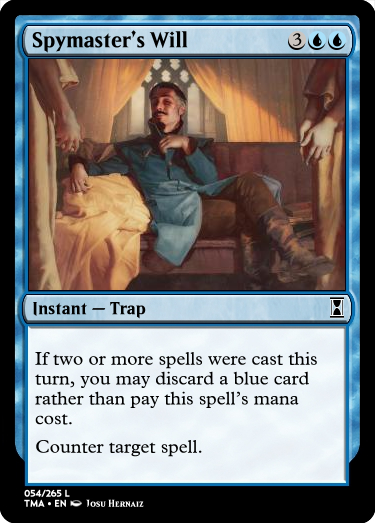 Spymaster's Will 3
Instant — Trap
If two or more spells were cast this
turn, you may discard a blue card
rather than pay this spell's mana
cost.
Counter target spell.
054/265 L
TMA • EN Josu Hernaiz